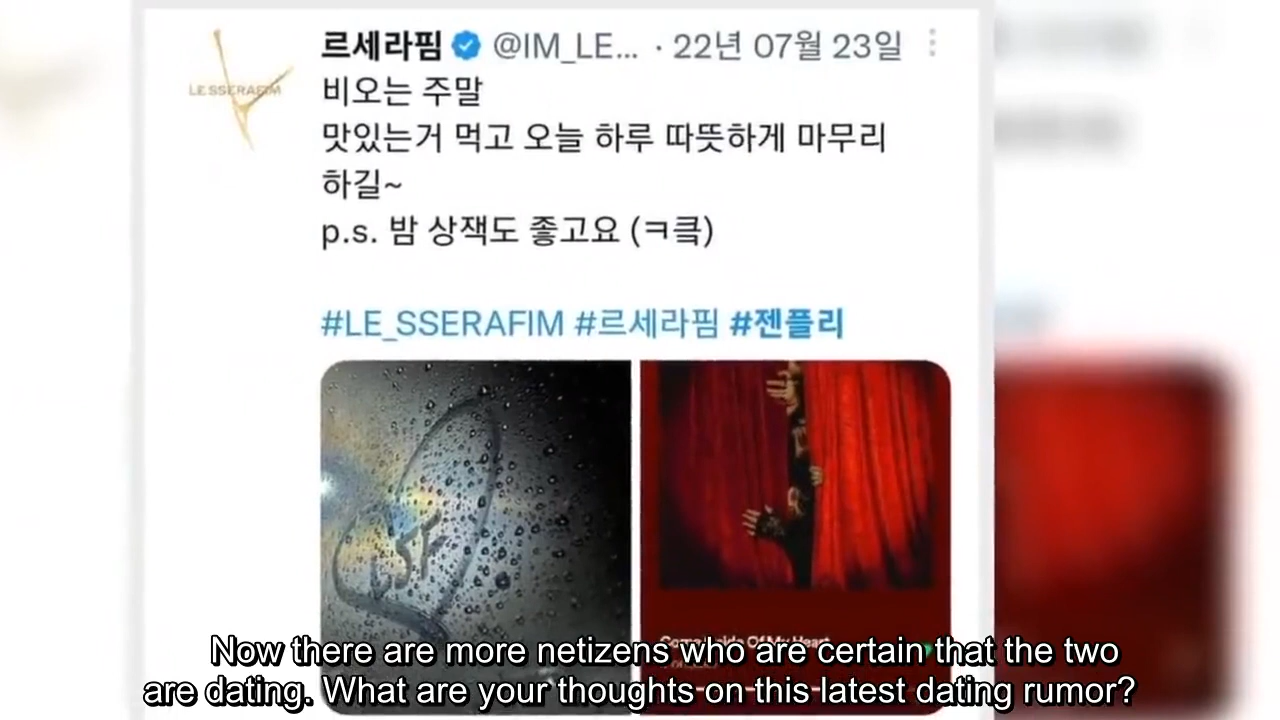 르세라핌 @IM_LE... · 22년 07월 23일
LE SSERAFIM
비오는 주말
맛있는거 먹고 오늘 하루 따뜻하게 마무리
하길~
p.s. 밤 상잭도 좋고요 (ㅋ킄)
#LE_SSERAFIM #르세라핌 #젠플리
Now there are more netizens who are certain that the two
are dating. What are your thoughts on this latest dating rumor?